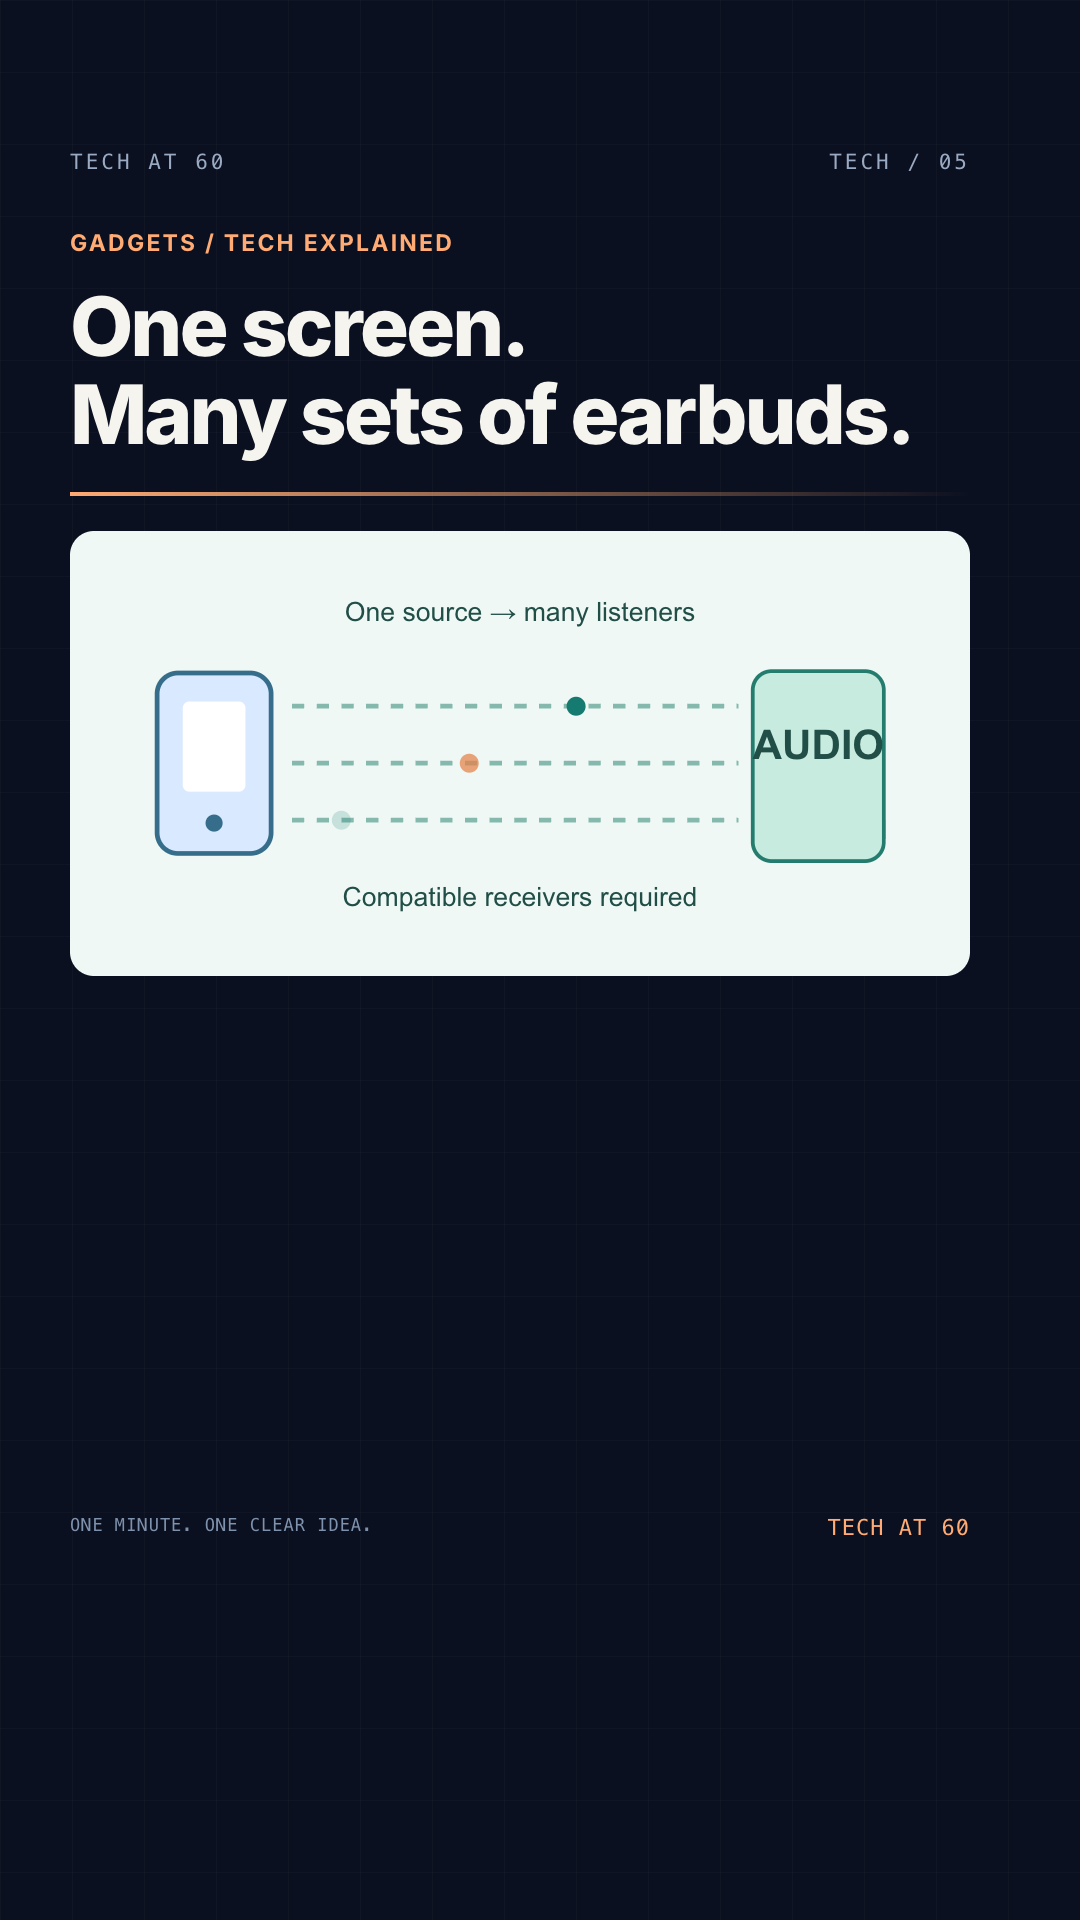 TECH AT 60
TECH / 05
GADGETS / TECH EXPLAINED
One screen.
Many sets of earbuds.
One source → many listeners
AUDIO
Compatible receivers required
ONE MINUTE. ONE CLEAR IDEA.
TECH AT 60